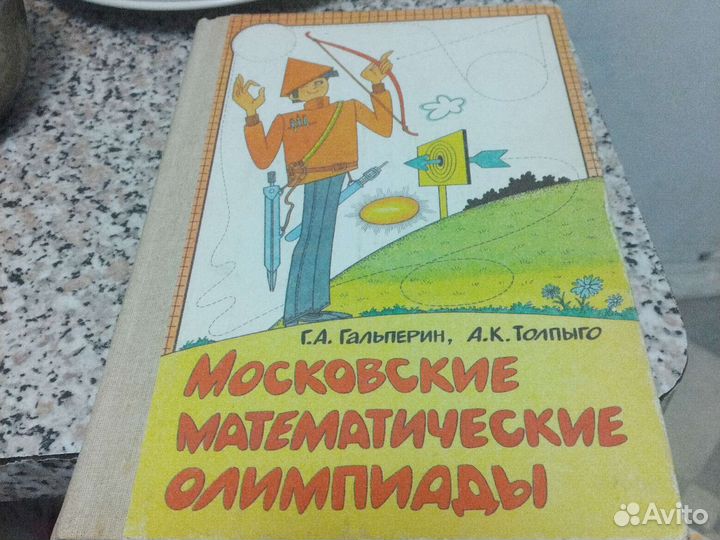 Г.А. Гальперин, А.К. Толпыго
Московские
математические
олимпиады
Avito